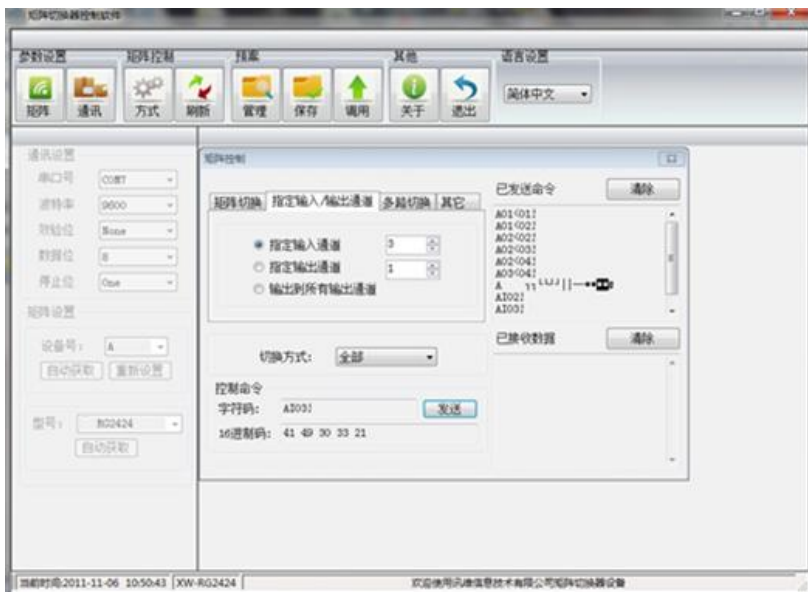 矩阵切换器控制软件
参数设置 矩阵控制 预案 其他 语言设置
矩阵 通讯 方式 刷新 管理 保存 调用 关于 退出 简体中文
通讯设置
串口号 COM7
波特率 9600
效验位 None
数据位 8
停止位 One
矩阵设置
设备号: A
自动获取 重新设置
型号: RG2424
自动获取
矩阵控制
矩阵切换 指定输入/输出通道 多路切换 其它
指定输入通道 3
指定输出通道 1
输出到所有输出通道
切换方式: 全部
控制命令
字符码: AI03! 发送
16进制码: 41 49 30 33 21
已发送命令 清除
A01<01!
A01<02!
A02<02!
A02<03!
A02<04!
A03<04!
A
AI02!
AI03!
已接收数据 清除
当前时间:2011-11-06 10:50:43 XW-RG2424 欢迎使用讯维信息技术有限公司矩阵切换器设备